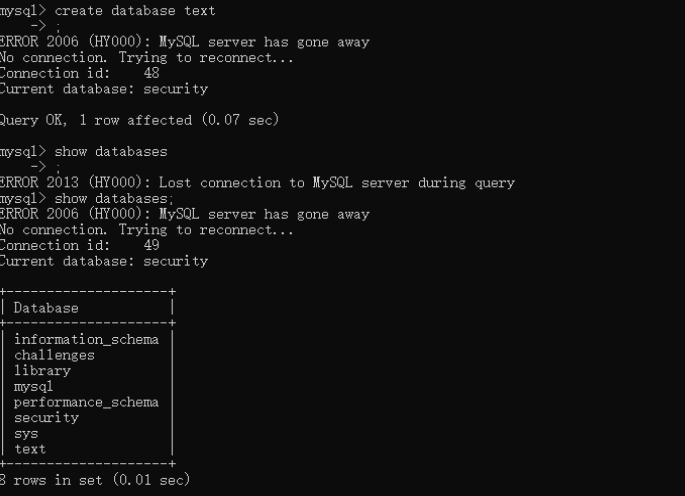 mysql> create database text
    -> ;
ERROR 2006 (HY000): MySQL server has gone away
No connection. Trying to reconnect...
Connection id:    48
Current database: security

Query OK, 1 row affected (0.07 sec)

mysql> show databases
    -> ;
ERROR 2013 (HY000): Lost connection to MySQL server during query
mysql> show databases;
ERROR 2006 (HY000): MySQL server has gone away
No connection. Trying to reconnect...
Connection id:    49
Current database: security

+--------------------+
| Database           |
+--------------------+
| information_schema |
| challenges         |
| library            |
| mysql              |
| performance_schema |
| security           |
| sys                |
| text               |
+--------------------+
8 rows in set (0.01 sec)